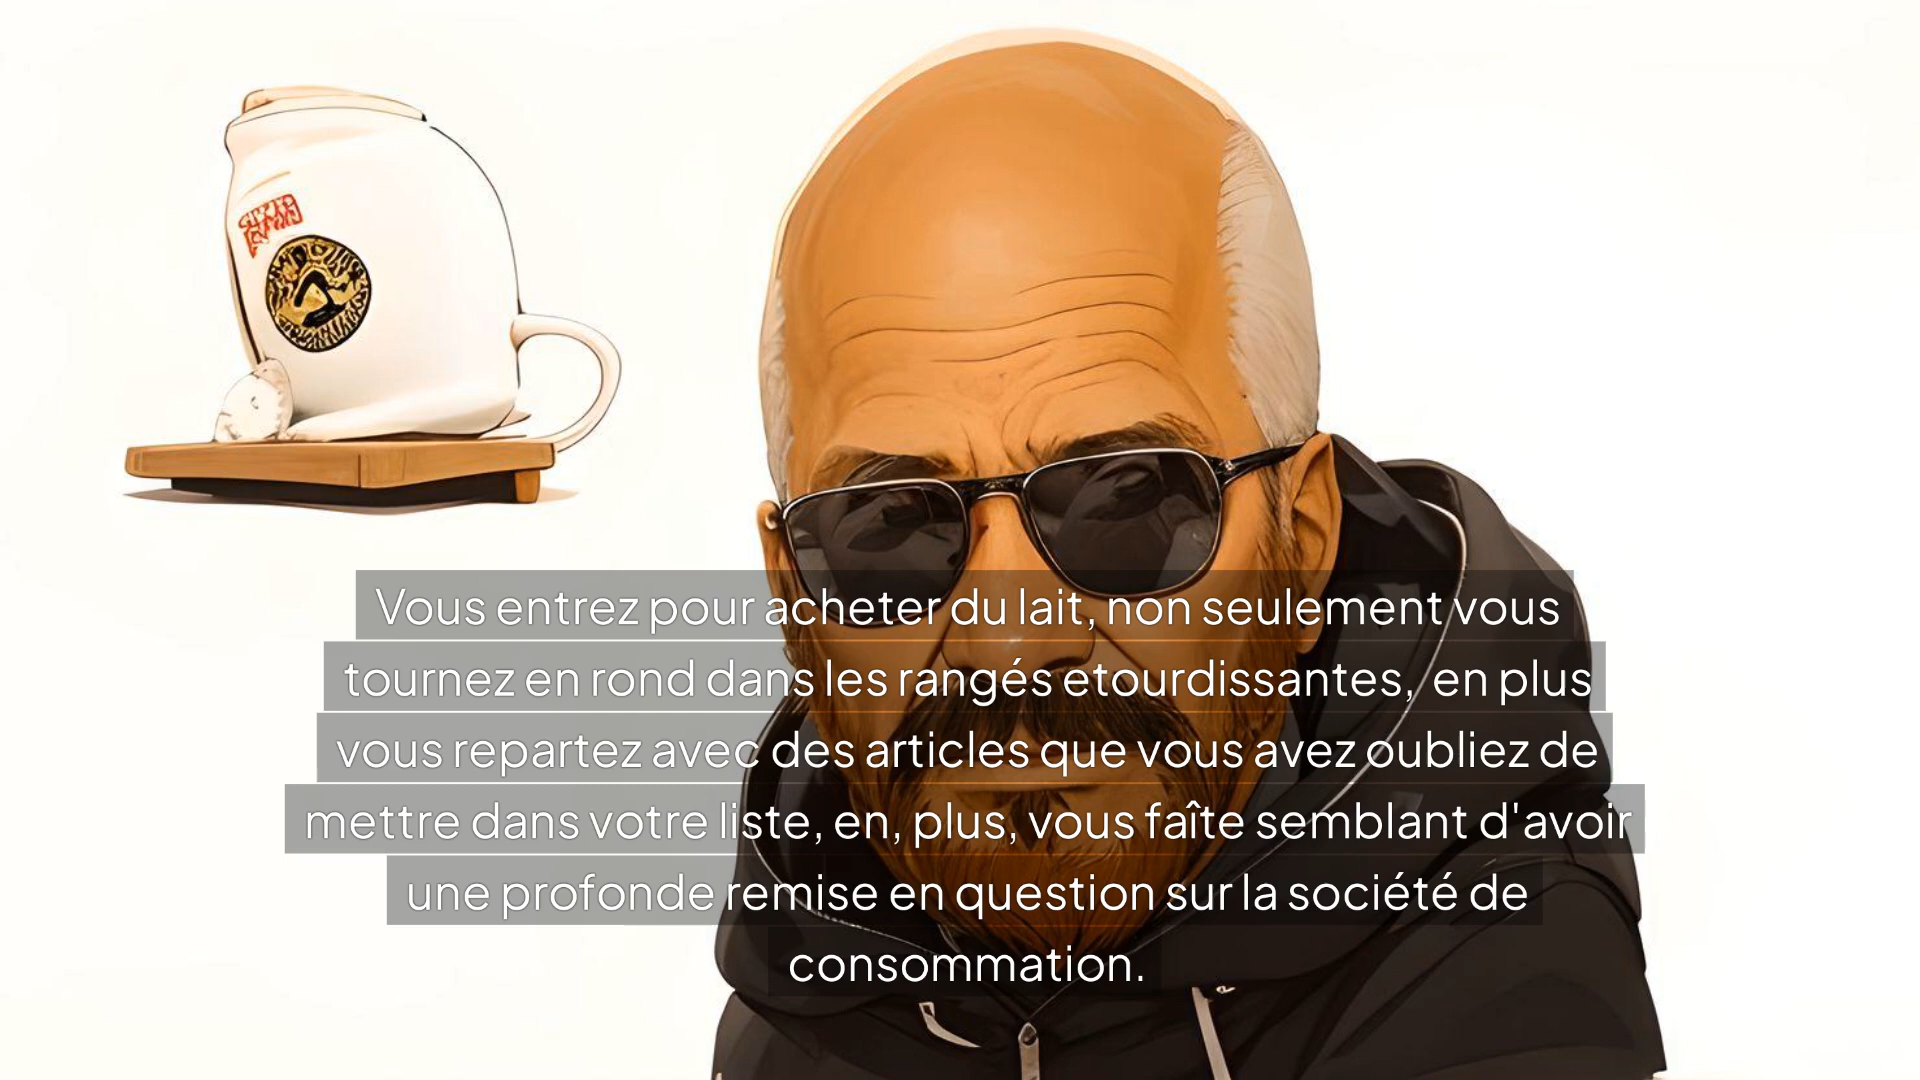 Vous entrez pour acheter du lait, non seulement vous
tournez en rond dans les rangés etourdissantes, en plus
vous repartez avec des articles que vous avez oubliez de
mettre dans votre liste, en, plus, vous faîte semblant d'avoir
une profonde remise en question sur la société de
consommation.